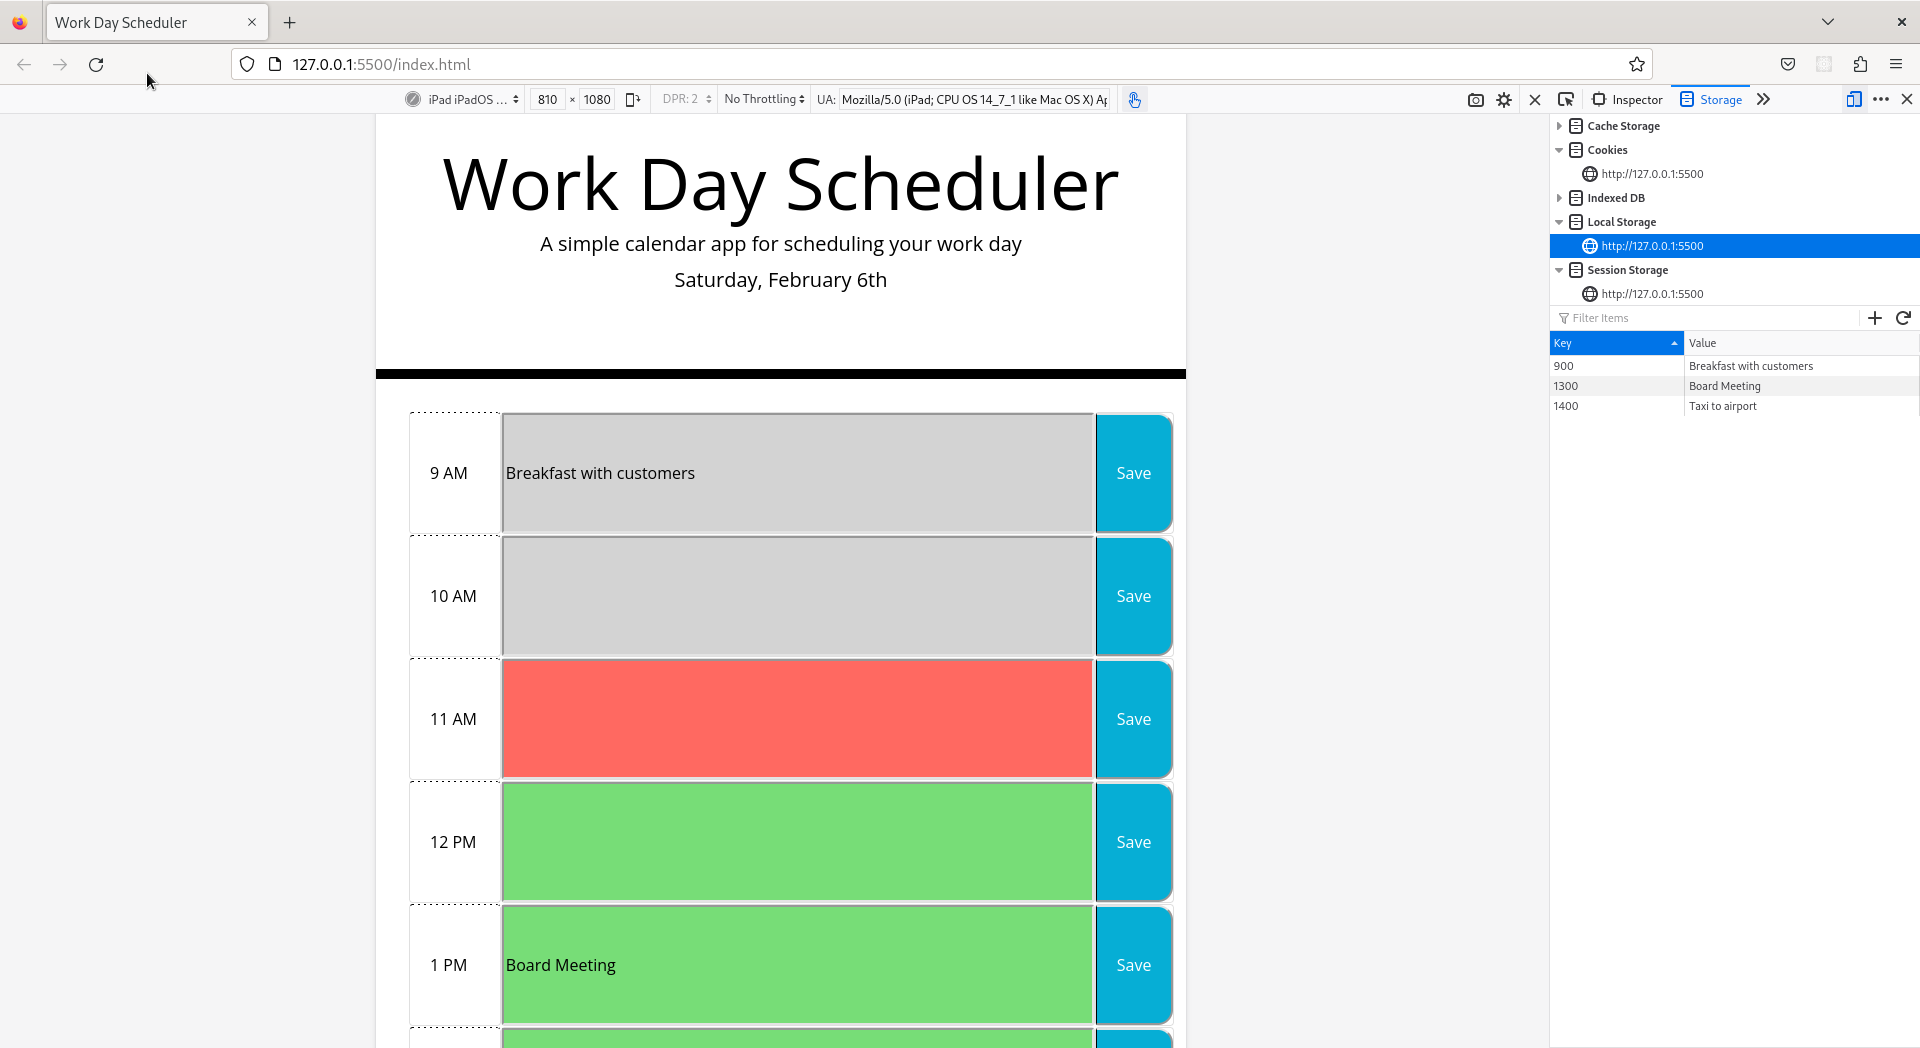 Work Day Scheduler
127.0.0.1:5500/index.html
iPad iPadOS ... 810 × 1080 DPR: 2 No Throttling UA: Mozilla/5.0 (iPad; CPU OS 14_7_1 like Mac OS X) Ap
Inspector Storage
Work Day Scheduler
A simple calendar app for scheduling your work day
Saturday, February 6th
9 AM Breakfast with customers Save
10 AM Save
11 AM Save
12 PM Save
1 PM Board Meeting Save
Cache Storage
Cookies
http://127.0.0.1:5500
Indexed DB
Local Storage
http://127.0.0.1:5500
Session Storage
http://127.0.0.1:5500
Filter Items
Key Value
900 Breakfast with customers
1300 Board Meeting
1400 Taxi to airport